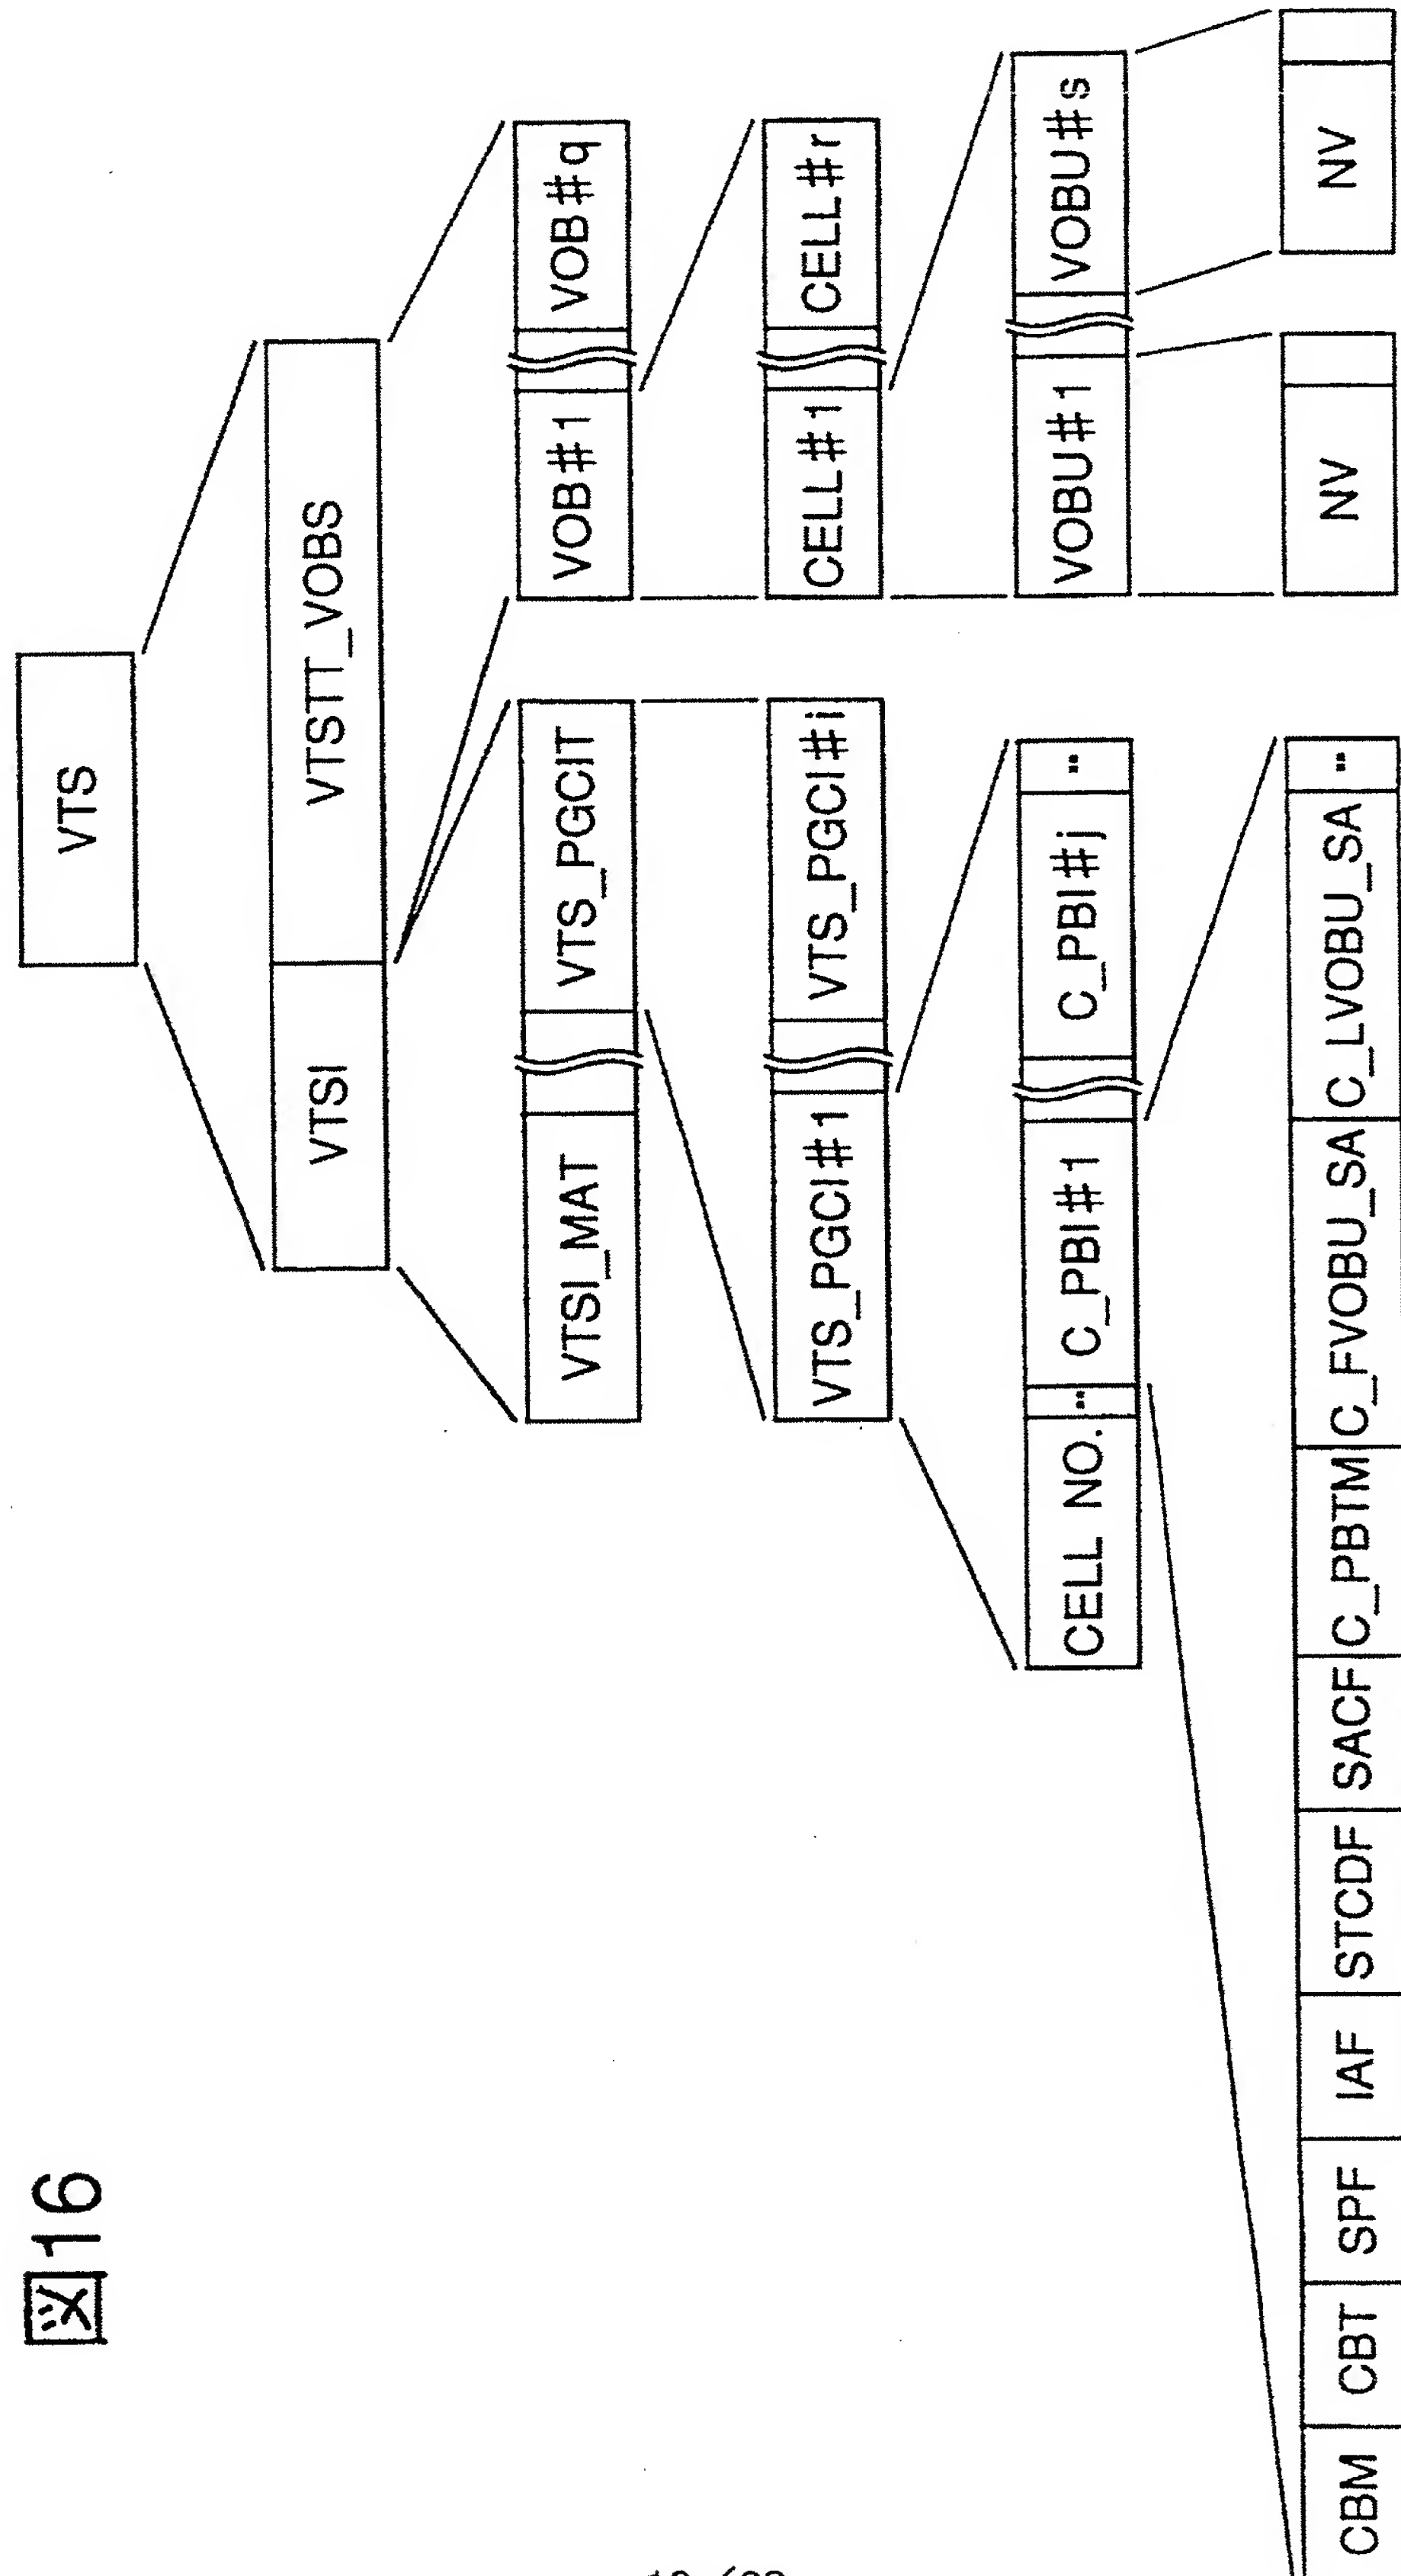 図16
VTS
VTSI VTSTT_VOBS
VTSI_MAT VTS_PGCIT VOB#1 VOB#q
VTS_PGCI#1 VTS_PGCI#i CELL#1 CELL#r
CELL NO. ‥ C_PBI#1 C_PBI#j ‥ VOBU#1 VOBU#s
CBM CBT SPF IAF STCDF SACF C_PBTM C_FVOBU_SA C_LVOBU_SA ‥ NV NV